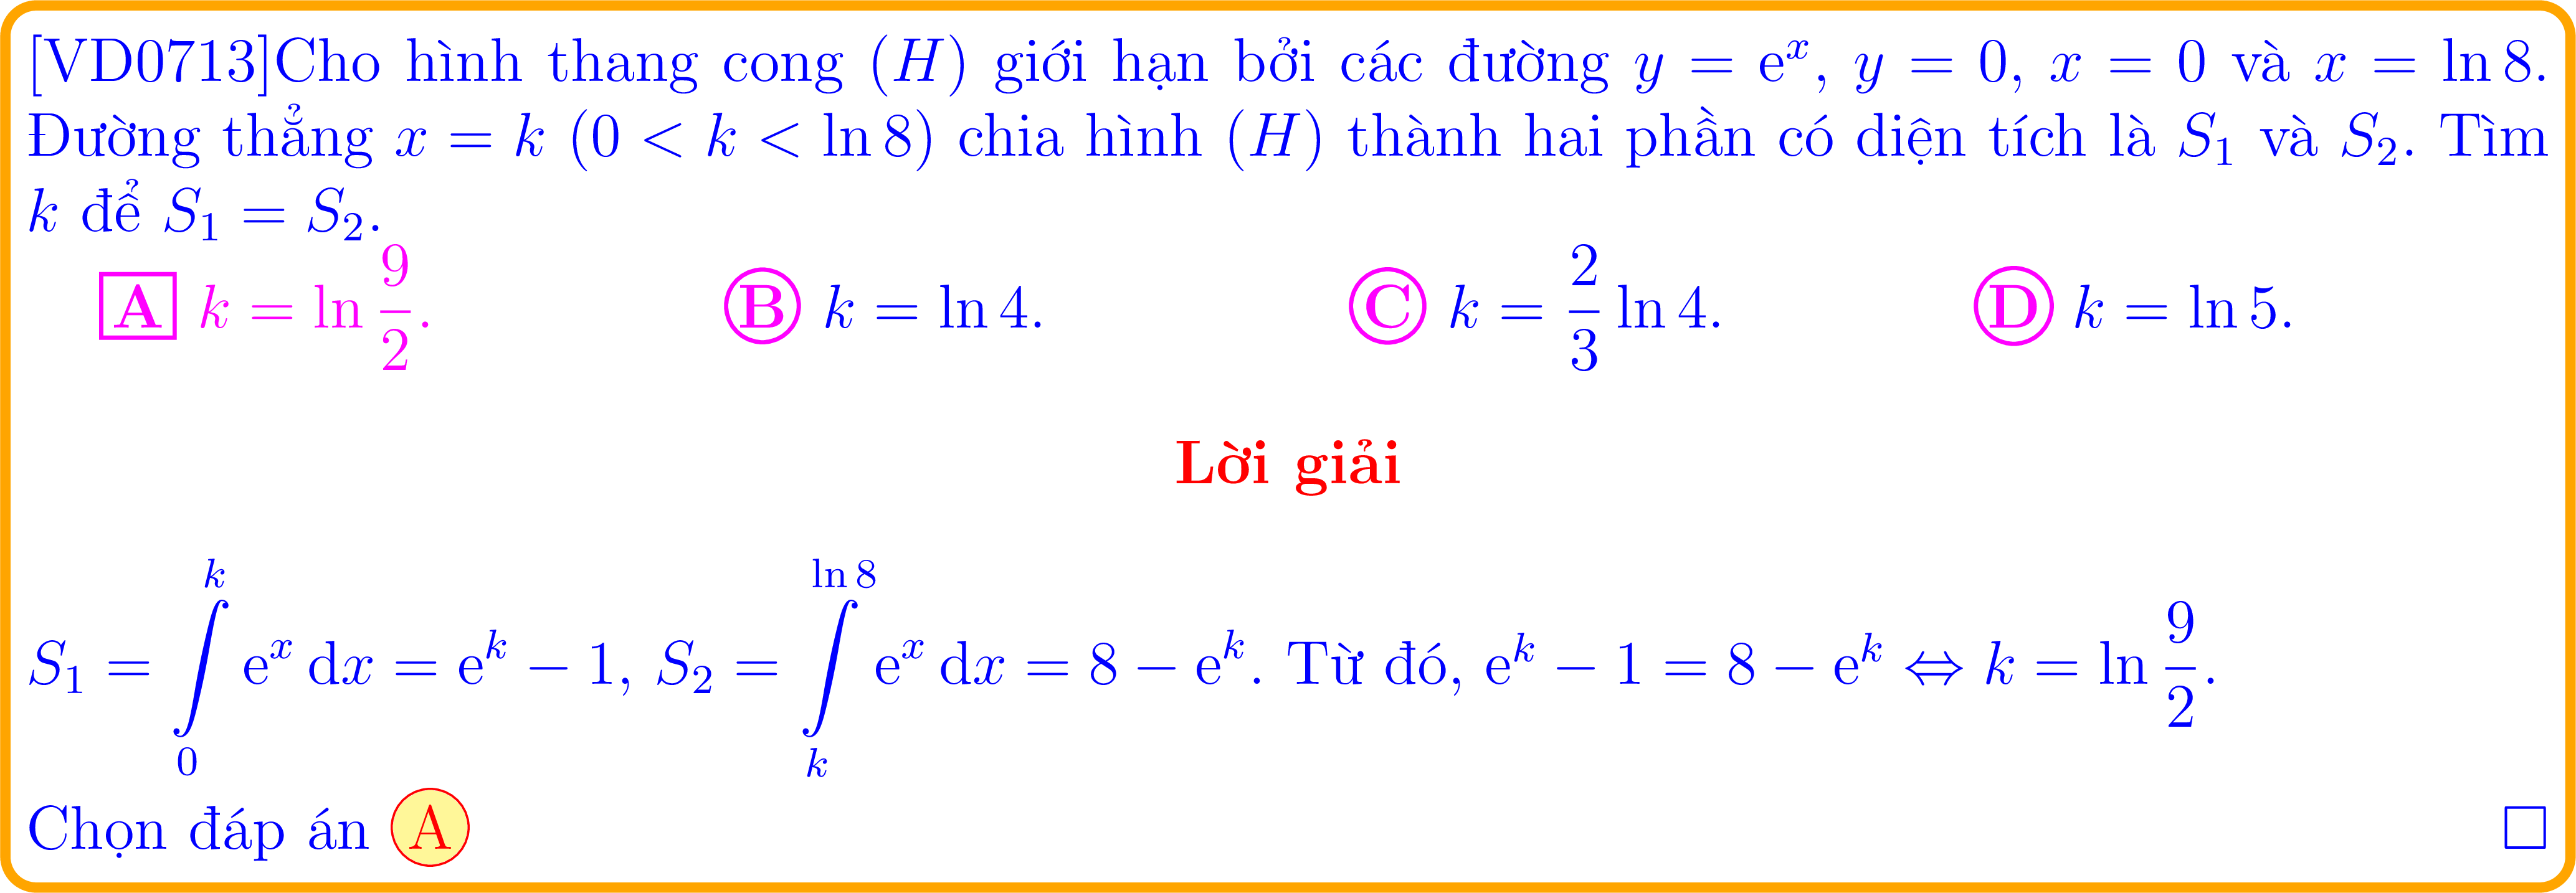 [VD0713]Cho hình thang cong (H) giới hạn bởi các đường y = e^x, y = 0, x = 0 và x = ln 8.
Đường thẳng x = k (0 < k < ln 8) chia hình (H) thành hai phần có diện tích là S_1 và S_2. Tìm
k để S_1 = S_2.
A k = ln \frac{9}{2}. B k = ln 4. C k = \frac{2}{3} ln 4. D k = ln 5.
Lời giải
S_1 = \int_0^k e^x dx = e^k − 1, S_2 = \int_k^{ln 8} e^x dx = 8 − e^k. Từ đó, e^k − 1 = 8 − e^k ⇔ k = ln \frac{9}{2}.
Chọn đáp án A □